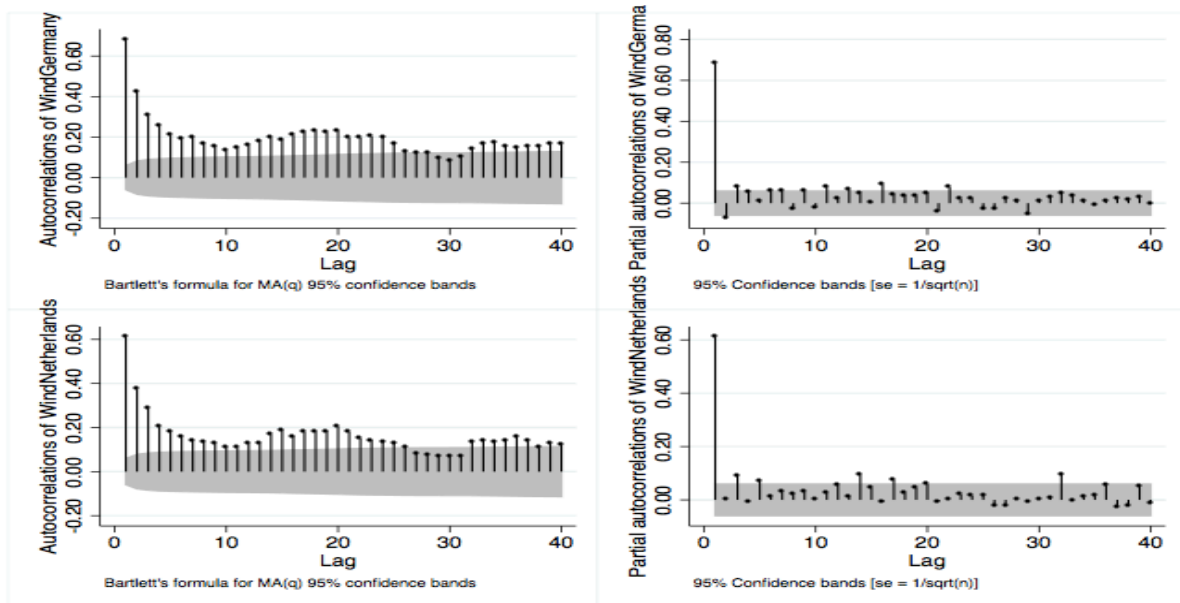 Autocorrelations of WindGermany
0.60
0.40
0.20
0.00
-0.20
0 10 20 30 40
Lag
Bartlett's formula for MA(q) 95% confidence bands
Partial autocorrelations of WindGerma
0.80
0.60
0.40
0.20
0.00
0 10 20 30 40
Lag
95% Confidence bands [se = 1/sqrt(n)]
Autocorrelations of WindNetherlands
0.60
0.40
0.20
0.00
-0.20
0 10 20 30 40
Lag
Bartlett's formula for MA(q) 95% confidence bands
Partial autocorrelations of WindNetherlands
0.60
0.40
0.20
0.00
0 10 20 30 40
Lag
95% Confidence bands [se = 1/sqrt(n)]